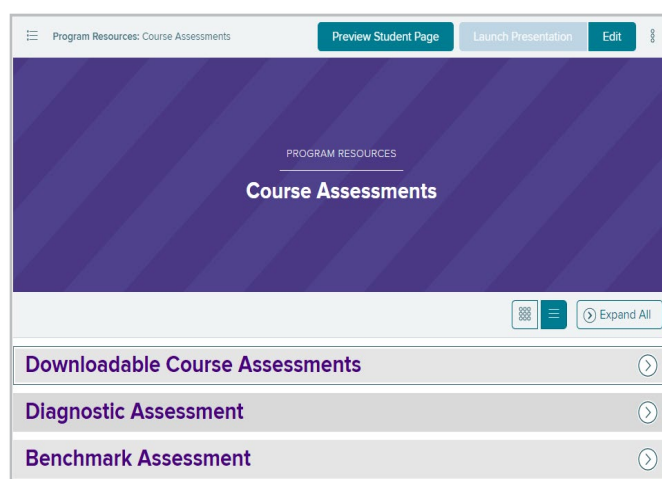 Program Resources: Course Assessments Preview Student Page Launch Presentation Edit
PROGRAM RESOURCES
Course Assessments
Expand All
Downloadable Course Assessments
Diagnostic Assessment
Benchmark Assessment